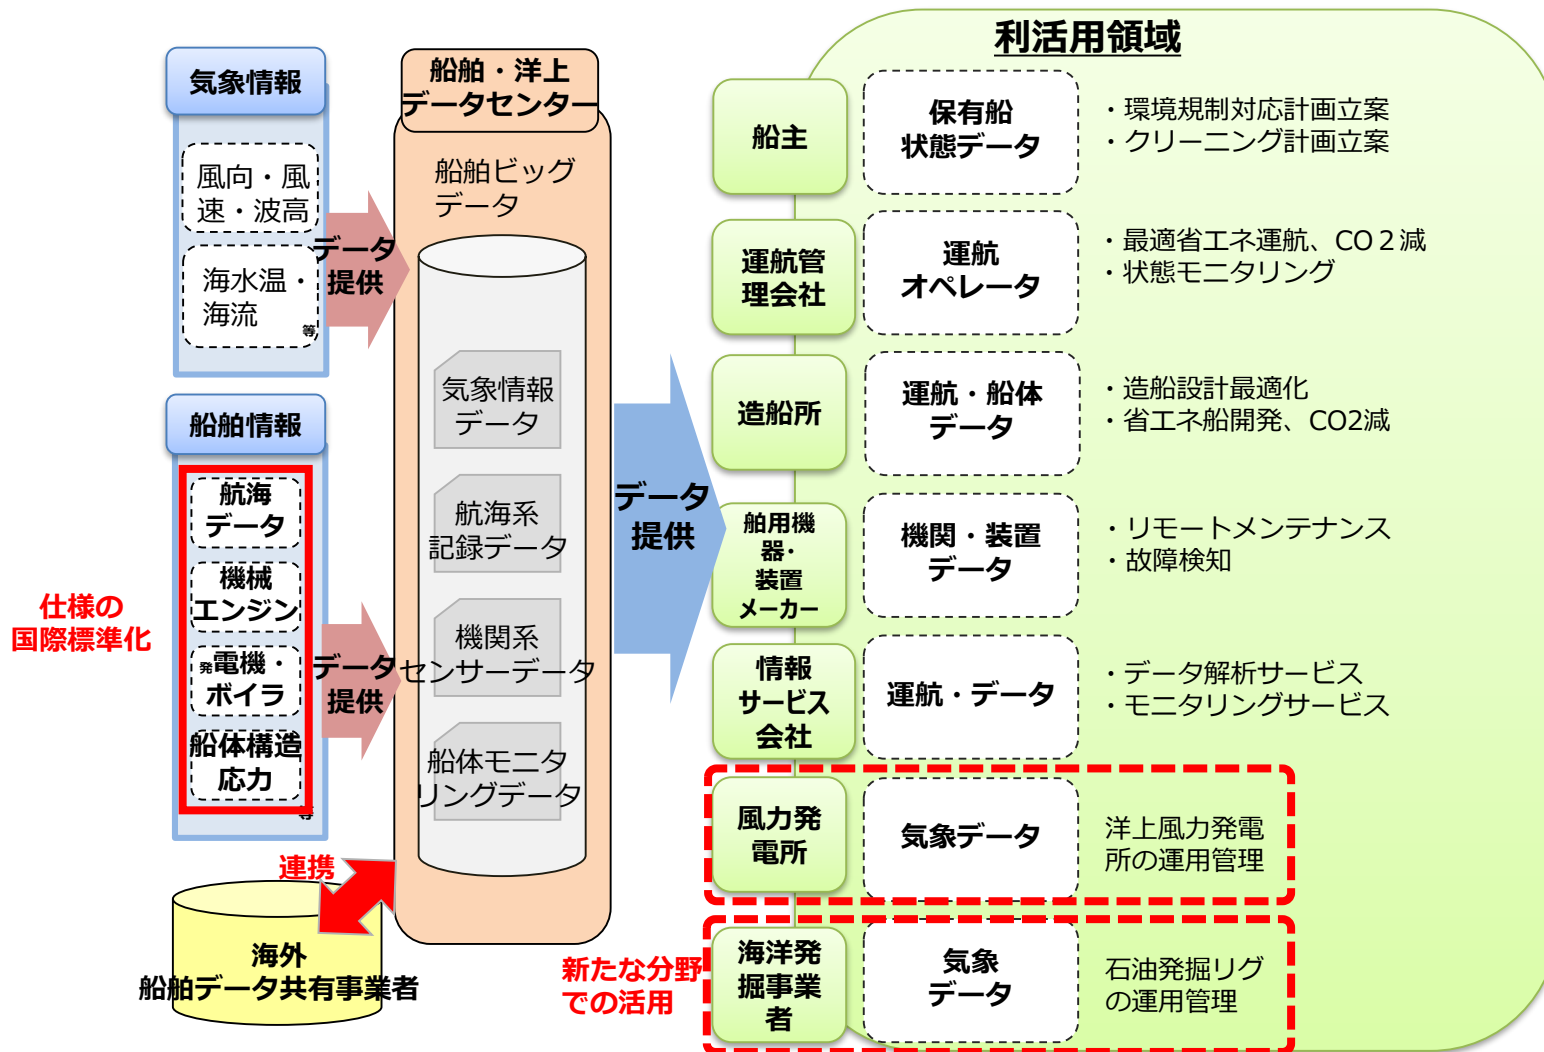 気象情報
風向・風
速・波高
海水温・
海流
等
データ
提供
船舶情報
航海
データ
機械
エンジン
発電機・
ボイラ
船体構造
応力
等
仕様の
国際標準化
データ
提供
連携
海外
船舶データ共有事業者
船舶・洋上
データセンター
船舶ビッグ
データ
気象情報
データ
航海系
記録データ
機関系
センサーデータ
船体モニタ
リングデータ
データ
提供
利活用領域
船主
保有船
状態データ
・環境規制対応計画立案
・クリーニング計画立案
運航管
理会社
運航
オペレータ
・最適省エネ運航、CO２減
・状態モニタリング
造船所
運航・船体
データ
・造船設計最適化
・省エネ船開発、CO2減
舶用機
器・
装置
メーカー
機関・装置
データ
・リモートメンテナンス
・故障検知
情報
サービス
会社
運航・データ
・データ解析サービス
・モニタリングサービス
風力発
電所
気象データ
洋上風力発電
所の運用管理
新たな分野
での活用
海洋発
掘事業
者
気象
データ
石油発掘リグ
の運用管理